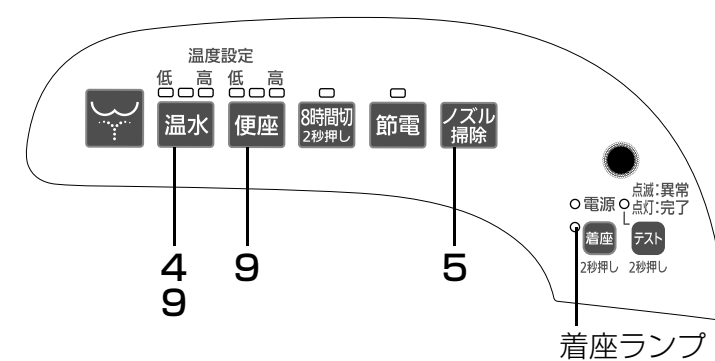 温度設定
低 高 低 高
温水
便座
8時間切
2秒押し
節電
ノズル
掃除
点滅:異常
電源 点灯:完了
着座
テスト
2秒押し 2秒押し
4 9 5
9
着座ランプ